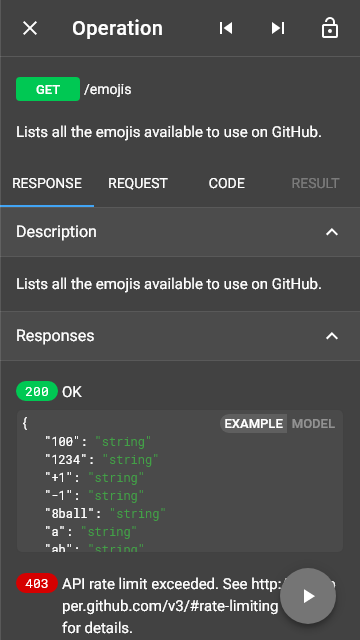 Operation
GET /emojis
Lists all the emojis available to use on GitHub.
RESPONSE REQUEST CODE RESULT
Description
Lists all the emojis available to use on GitHub.
Responses
200 OK
EXAMPLE MODEL
{
"100": "string"
"1234": "string"
"+1": "string"
"-1": "string"
"8ball": "string"
"a": "string"
"ab": "string"
403 API rate limit exceeded. See http:
per.github.com/v3/#rate-limiting
for details.